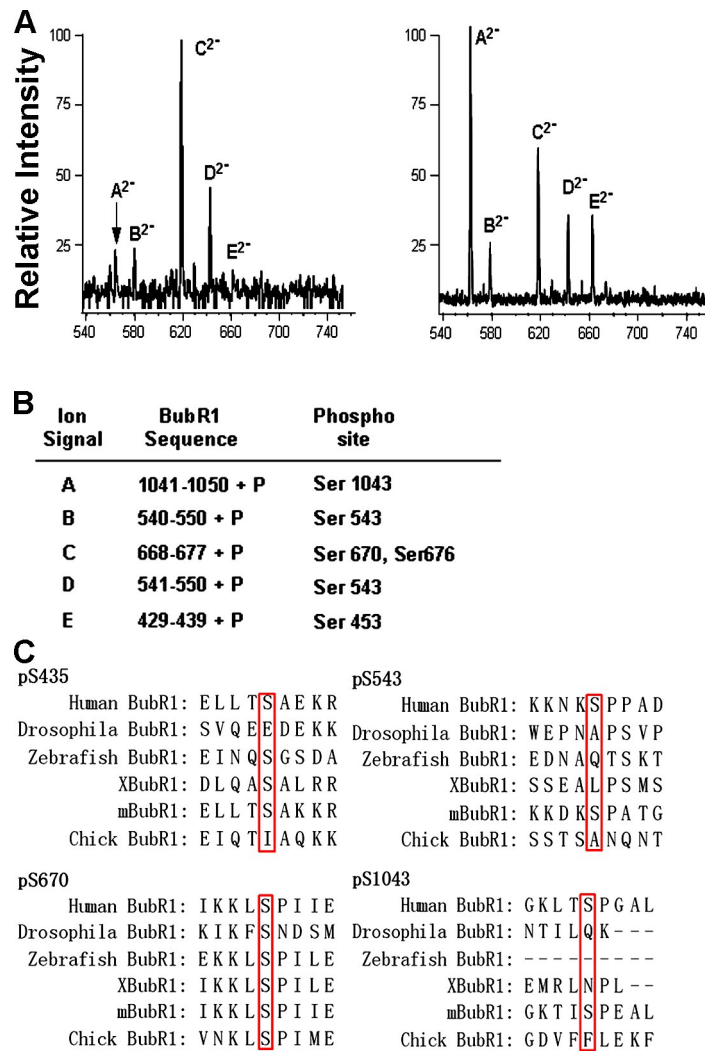 A
Relative Intensity
100
75
50
25
A2-
B2-
C2-
D2-
E2-
540 580 620 660 700 740
100
75
50
25
A2-
B2-
C2-
D2-
E2-
540 580 620 660 700 740
B
Ion Signal BubR1 Sequence Phospho site
A 1041-1050 + P Ser 1043
B 540-550 + P Ser 543
C 668-677 + P Ser 670, Ser676
D 541-550 + P Ser 543
E 429-439 + P Ser 453
C
pS435
Human BubR1: E L L T S A E K R
Drosophila BubR1: S V Q E E D E K K
Zebrafish BubR1: E I N Q S G S D A
XBubR1: D L Q A S A L R R
mBubR1: E L L T S A K K R
Chick BubR1: E I Q T I A Q K K
pS543
Human BubR1: K K N K S P P A D
Drosophila BubR1: W E P N A P S V P
Zebrafish BubR1: E D N A Q T S K T
XBubR1: S S E A L P S M S
mBubR1: K K D K S P A T G
Chick BubR1: S S T S A N Q N T
pS670
Human BubR1: I K K L S P I I E
Drosophila BubR1: K I K F S N D S M
Zebrafish BubR1: E K K L S P I L E
XBubR1: I K K L S P I L E
mBubR1: I K K L S P I I E
Chick BubR1: V N K L S P I M E
pS1043
Human BubR1: G K L T S P G A L
Drosophila BubR1: N T I L Q K - - -
Zebrafish BubR1: - - - - - - - - -
XBubR1: E M R L N P L - -
mBubR1: G K T I S P E A L
Chick BubR1: G D V F F L E K F